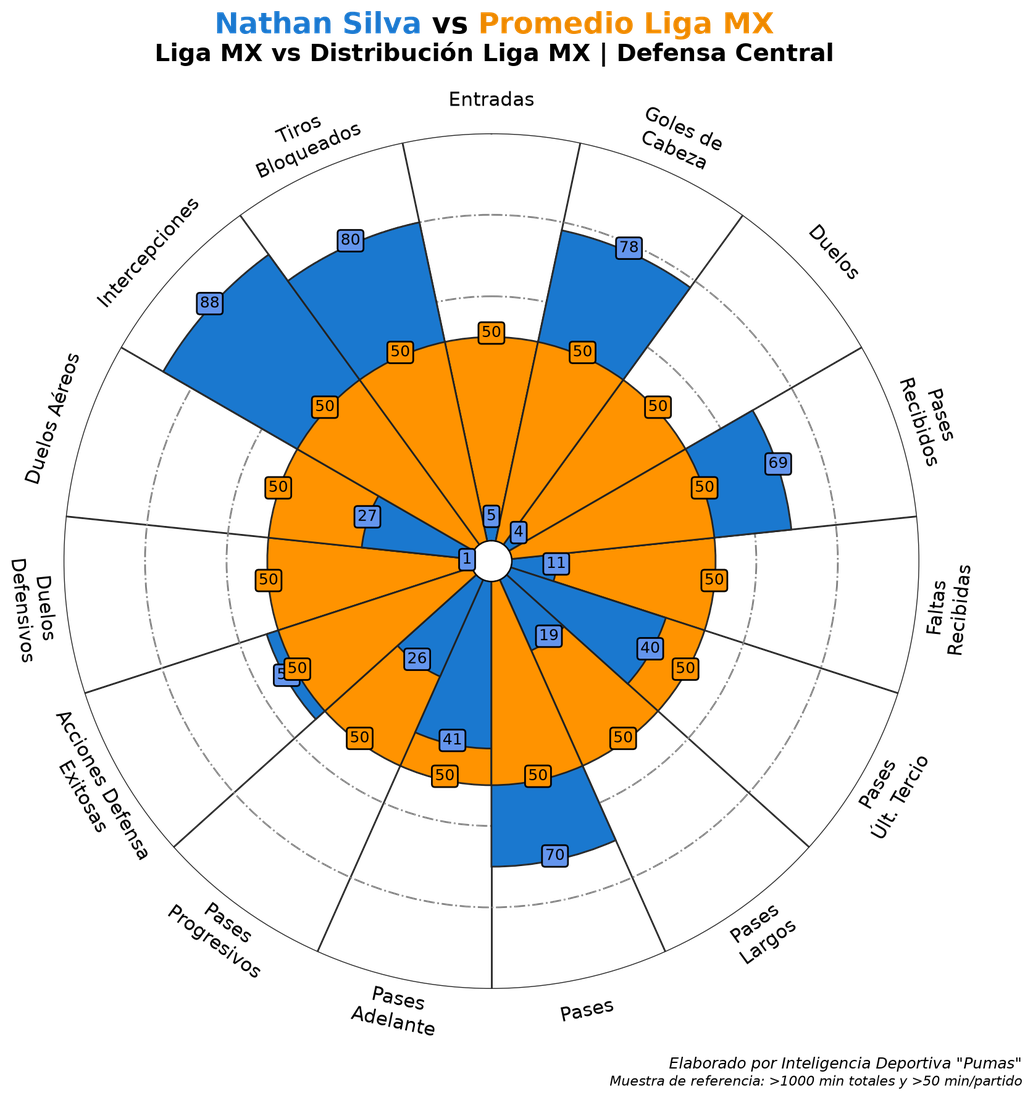 Nathan Silva vs Promedio Liga MX
Liga MX vs Distribución Liga MX | Defensa Central
Entradas
Goles de
Cabeza
Duelos
Pases
Recibidos
Faltas
Recibidas
Pases
Últ. Tercio
Pases
Largos
Pases
Pases
Adelante
Pases
Progresivos
Acciones Defensa
Exitosas
Duelos
Defensivos
Duelos Aéreos
Intercepciones
Tiros
Bloqueados
5
50
78
50
4
50
69
50
11
50
40
50
19
50
70
50
41
50
26
50
50
1
50
27
50
88
50
80
50
Elaborado por Inteligencia Deportiva "Pumas"
Muestra de referencia: >1000 min totales y >50 min/partido